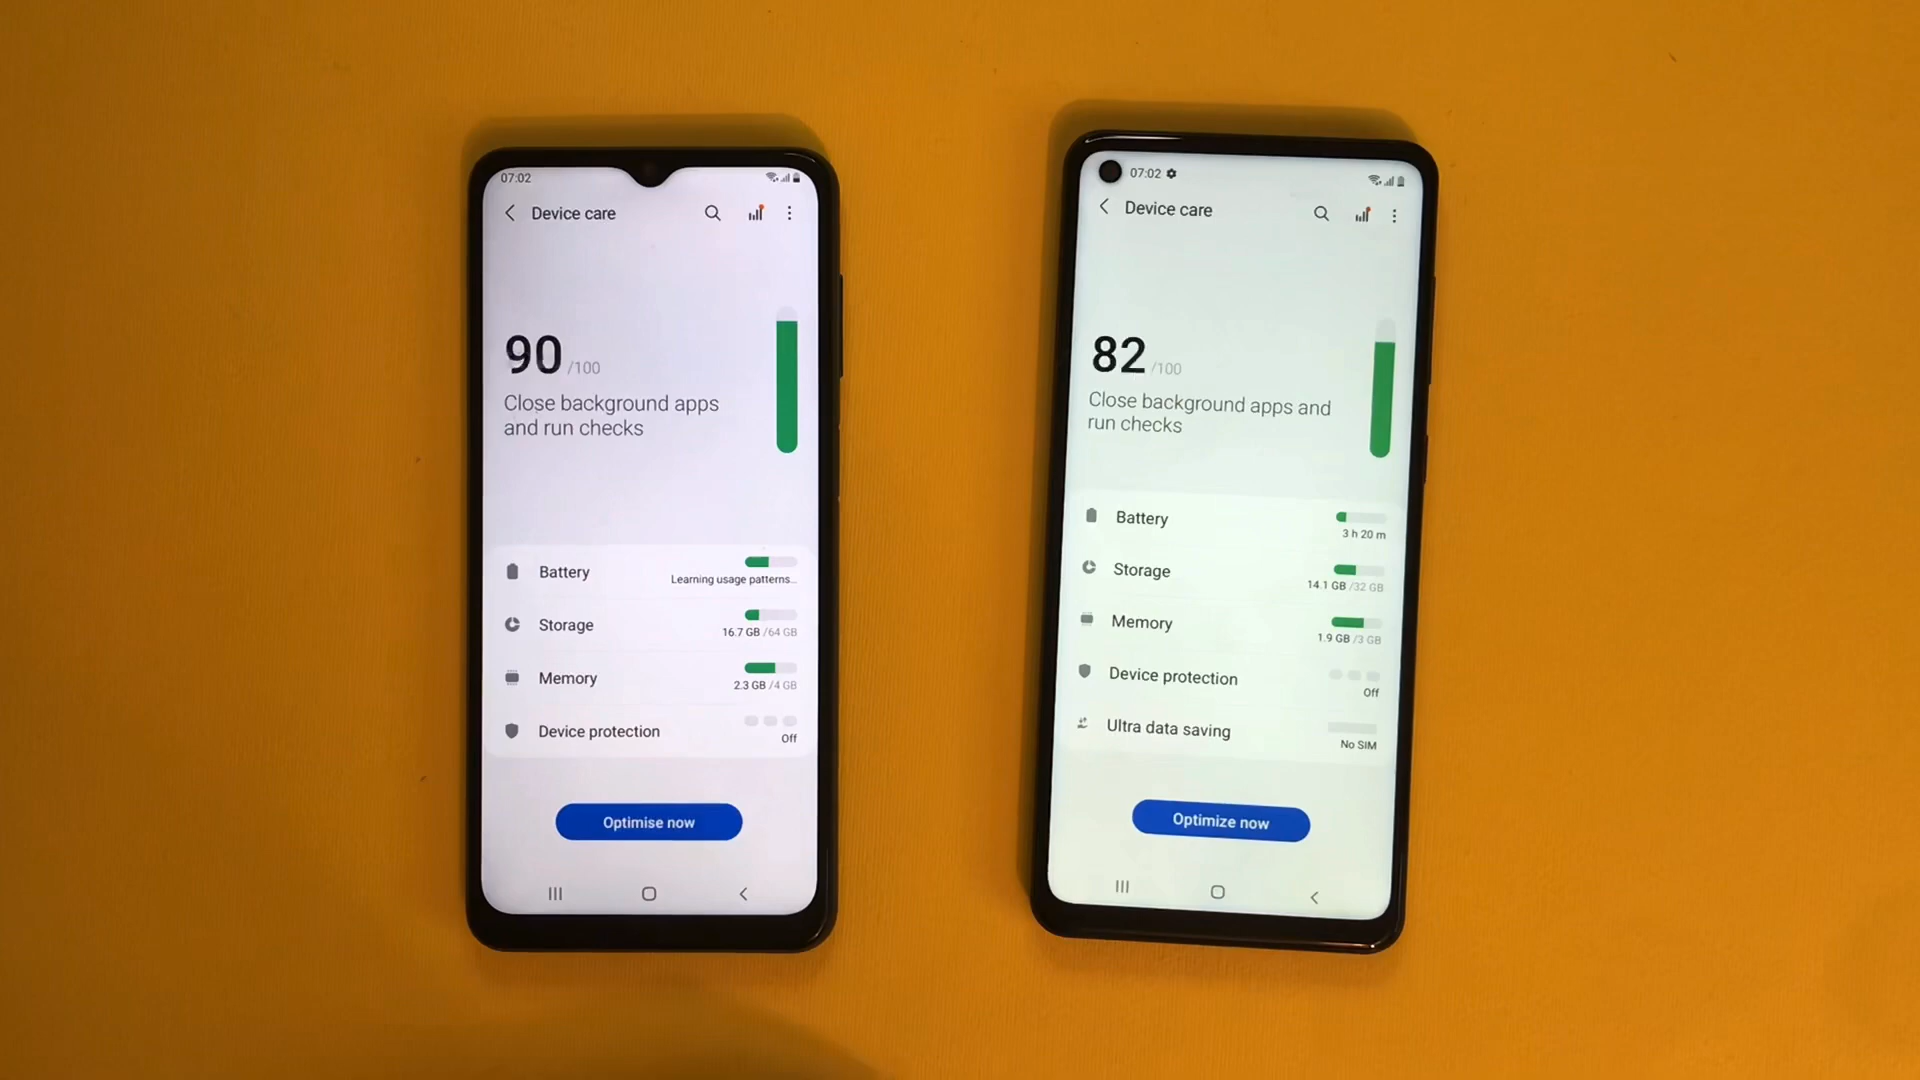 07:02
Device care
90 /100
Close background apps
and run checks
Battery
Learning usage patterns...
Storage
16.7 GB /64 GB
Memory
2.3 GB /4 GB
Device protection
Off
Optimise now
07:02
Device care
82 /100
Close background apps and
run checks
Battery
3 h 20 m
Storage
14.1 GB /32 GB
Memory
1.9 GB /3 GB
Device protection
Off
Ultra data saving
No SIM
Optimize now